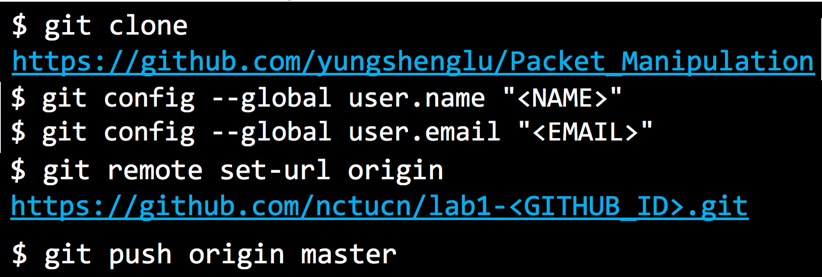 $ git clone
https://github.com/yungshenglu/Packet_Manipulation
$ git config --global user.name "<NAME>"
$ git config --global user.email "<EMAIL>"
$ git remote set-url origin
https://github.com/nctucn/lab1-<GITHUB_ID>.git
$ git push origin master